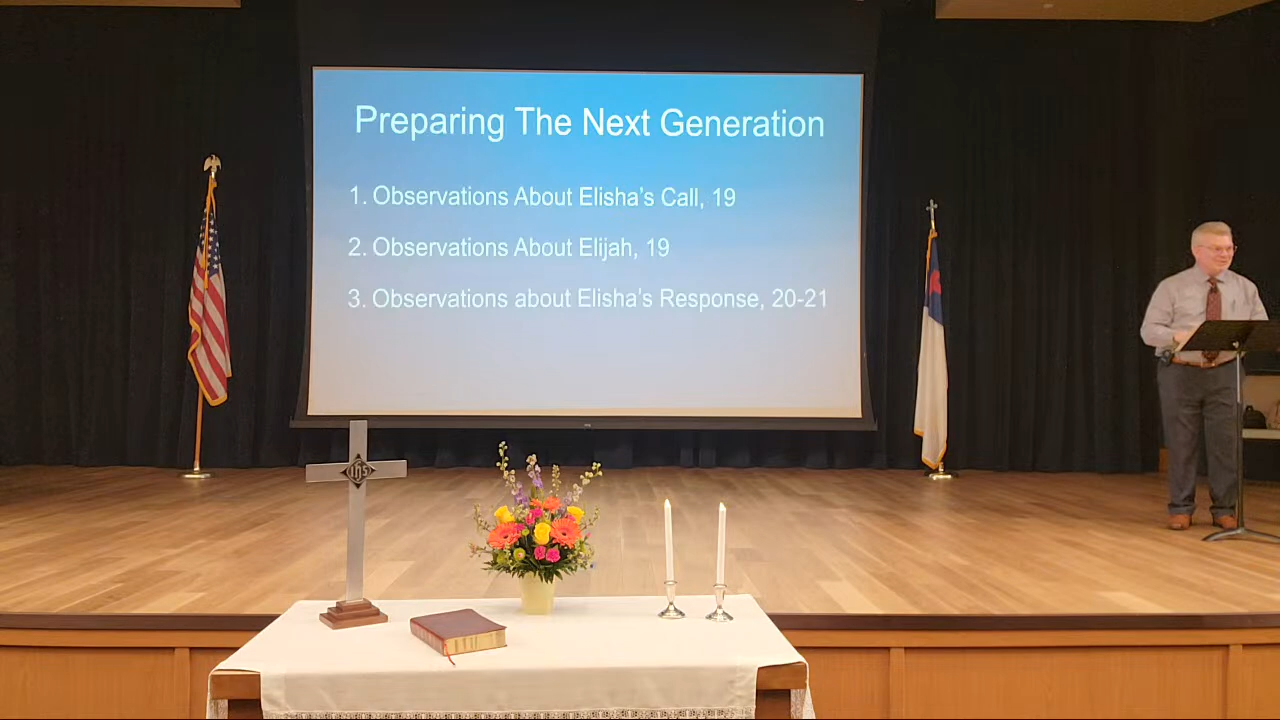 Preparing The Next Generation
1. Observations About Elisha's Call, 19
2. Observations About Elijah, 19
3. Observations about Elisha's Response, 20-21
IHS